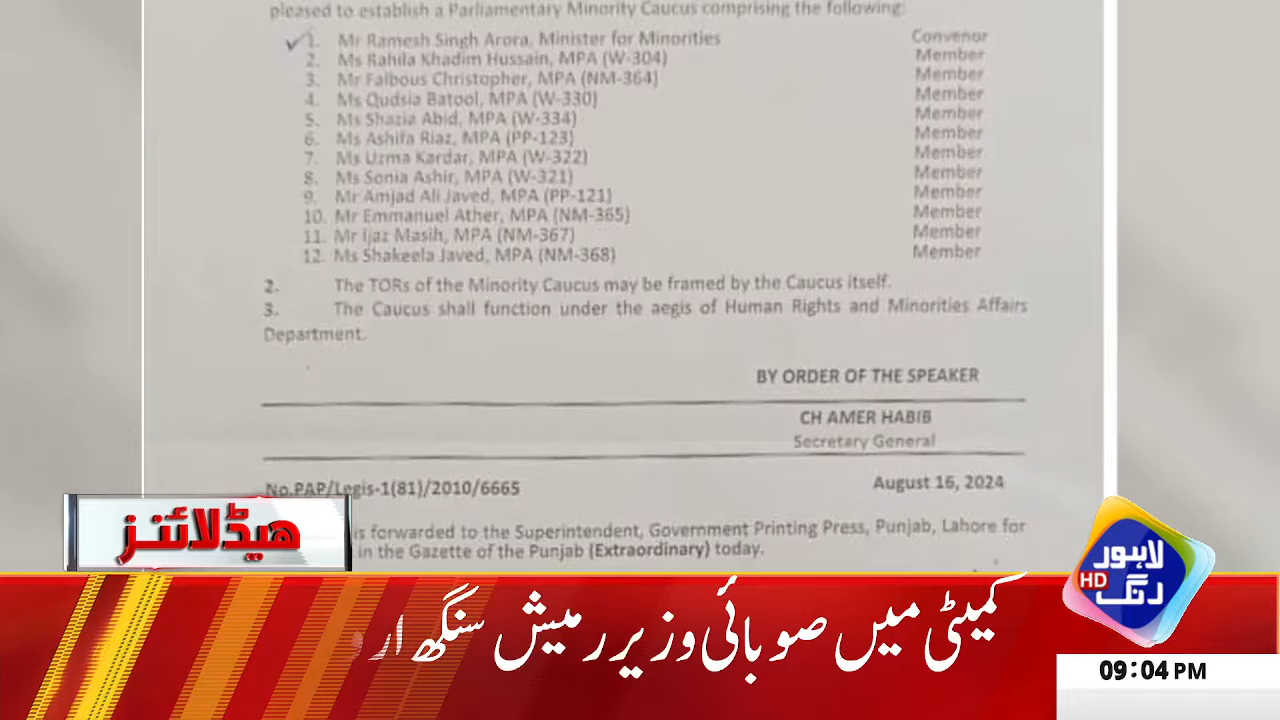 pleased to establish a Parliamentary Minority Caucus comprising the following:
1. Mr Ramesh Singh Arora, Minister for Minorities Convenor
2. Ms Rahila Khadim Hussain, MPA (W-304) Member
3. Mr Falbous Christopher, MPA (NM-364) Member
4. Ms Qudsia Batool, MPA (W-330) Member
5. Ms Shazia Abid, MPA (W-334) Member
6. Ms Ashifa Riaz, MPA (PP-123) Member
7. Ms Uzma Kardar, MPA (W-322) Member
8. Ms Sonia Ashir, MPA (W-321) Member
9. Mr Amjad Ali Javed, MPA (PP-121) Member
10. Mr Emmanuel Ather, MPA (NM-365) Member
11. Mr Ijaz Masih, MPA (NM-367) Member
12. Ms Shakeela Javed, MPA (NM-368) Member
2. The TORs of the Minority Caucus may be framed by the Caucus itself.
3. The Caucus shall function under the aegis of Human Rights and Minorities Affairs
Department.
BY ORDER OF THE SPEAKER
CH AMER HABIB
Secretary General
No.PAP/Legis-1(81)/2010/6665 August 16, 2024
is forwarded to the Superintendent, Government Printing Press, Punjab, Lahore for
in the Gazette of the Punjab (Extraordinary) today.
ہیڈلائنز
لاہور
رنگ HD
کمیٹی میں صوبائی وزیر رمیش سنگھ ار
09:04 PM